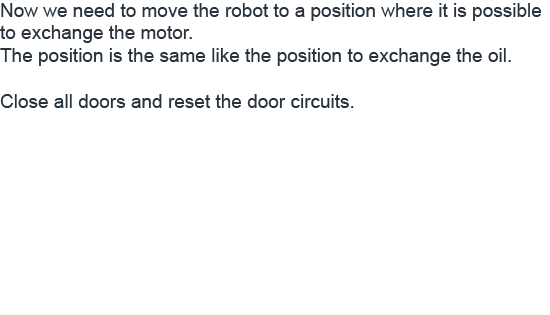 Now we need to move the robot to a position where it is possible
to exchange the motor.
The position is the same like the position to exchange the oil.
Close all doors and reset the door circuits.